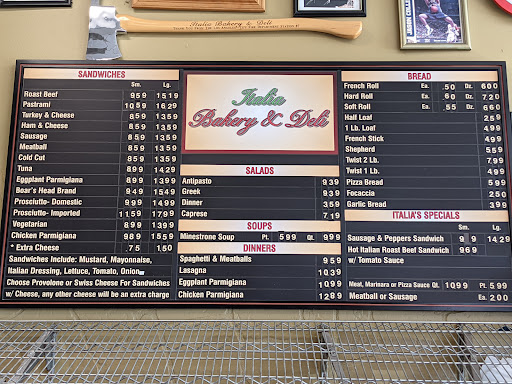 Italia Bakery & Deli
SANDWICHES
Sm. Lg.
Roast Beef 9 59 15 19
Pastrami 10 59 16 29
Turkey & Cheese 8 59 13 59
Ham & Cheese 8 59 13 59
Sausage 8 59 13 59
Meatball 8 59 13 59
Cold Cut 8 59 13 59
Tuna 8 99 14 29
Eggplant Parmigiana 8 99 13 99
Boar's Head Brand 9 49 15 49
Prosciutto- Domestic 9 99 14 99
Prosciutto- Imported 11 59 17 99
Vegetarian 8 99 13 99
Chicken Parmigiana 9 89 15 59
* Extra Cheese .75 1.50
Sandwiches Include: Mustard, Mayonnaise,
Italian Dressing, Lettuce, Tomato, Onion
Choose Provolone or Swiss Cheese For Sandwiches
w/ Cheese, any other cheese will be an extra charge
Italia
Bakery & Deli
SALADS
Antipasto 9 39
Greek 9 39
Dinner 3 59
Caprese 7 19
SOUPS
Minestrone Soup Pt. 5 99 Qt. 9 99
DINNERS
Spaghetti & Meatballs 9 59
Lasagna 10 39
Eggplant Parmigiana 10 99
Chicken Parmigiana 12 89
BREAD
French Roll Ea. 50 Dz. 6 00
Hard Roll Ea. 60 Dz. 7 20
Soft Roll Ea. 55 Dz. 6 60
Half Loaf 2 59
1 Lb. Loaf 4 99
French Stick 4 99
Shepherd 5 50
Twist 2 Lb. 7 99
Twist 1 Lb. 4 99
Pizza Bread 5 99
Focaccia 2 50
Garlic Bread 3 99
ITALIA'S SPECIALS
Sm. Lg.
Sausage & Peppers Sandwich 9 9 14 29
Hot Italian Roast Beef Sandwich 9 69
w/ Tomato Sauce
Meat, Marinara or Pizza Sauce Qt. 10 99 Pt. 5 99
Meatball or Sausage Ea. 2 00